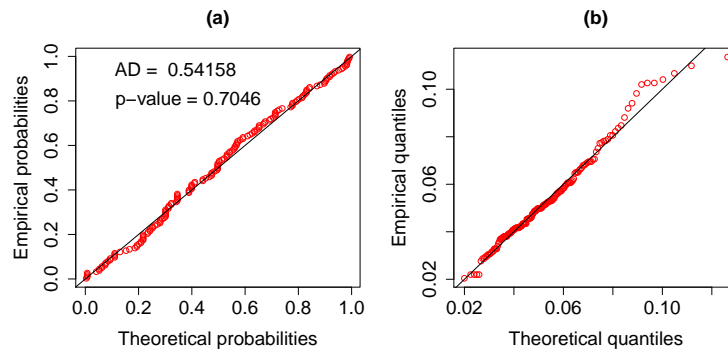 (a)
AD = 0.54158
p−value = 0.7046
Empirical probabilities
0.0 0.2 0.4 0.6 0.8 1.0
0.0 0.2 0.4 0.6 0.8 1.0
Theoretical probabilities
(b)
Empirical quantiles
0.02 0.06 0.10
0.02 0.06 0.10
Theoretical quantiles